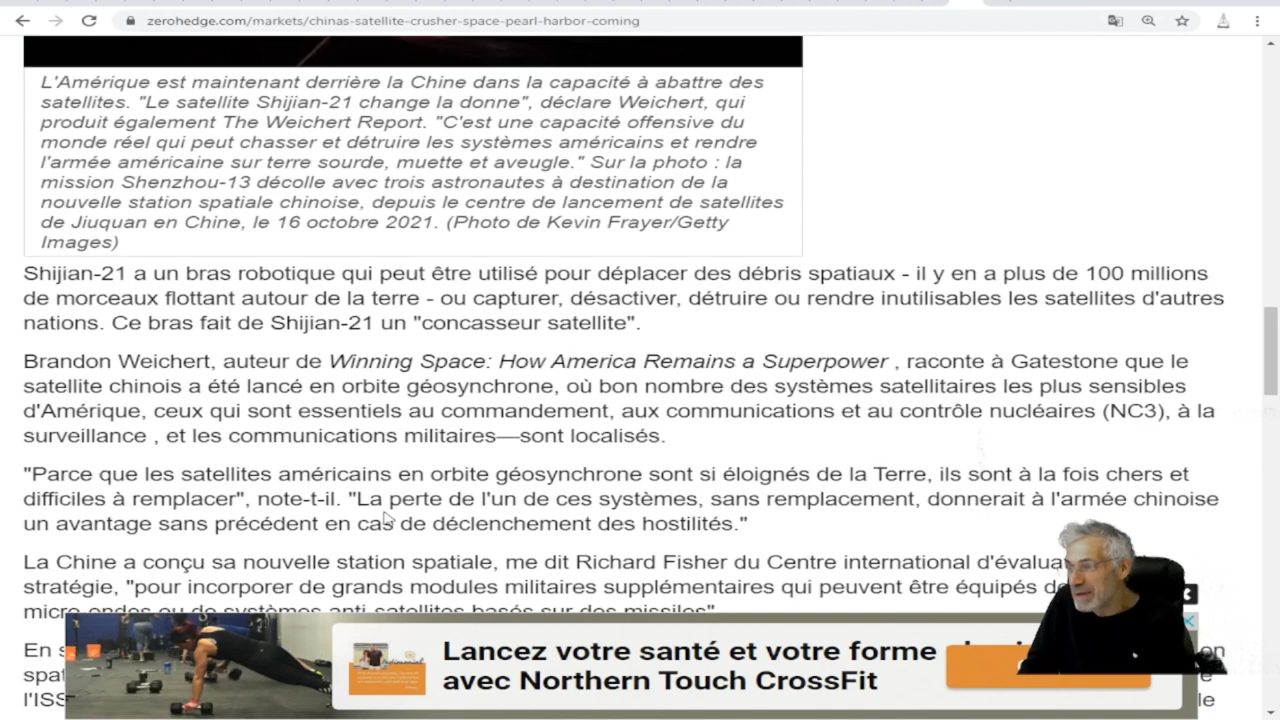 zerohedge.com/markets/chinas-satellite-crusher-space-pearl-harbor-coming
L'Amérique est maintenant derrière la Chine dans la capacité à abattre des
satellites. "Le satellite Shijian-21 change la donne", déclare Weichert, qui
produit également The Weichert Report. "C'est une capacité offensive du
monde réel qui peut chasser et détruire les systèmes américains et rendre
l'armée américaine sur terre sourde, muette et aveugle." Sur la photo : la
mission Shenzhou-13 décolle avec trois astronautes à destination de la
nouvelle station spatiale chinoise, depuis le centre de lancement de satellites
de Jiuquan en Chine, le 16 octobre 2021. (Photo de Kevin Frayer/Getty
Images)
Shijian-21 a un bras robotique qui peut être utilisé pour déplacer des débris spatiaux - il y en a plus de 100 millions
de morceaux flottant autour de la terre - ou capturer, désactiver, détruire ou rendre inutilisables les satellites d'autres
nations. Ce bras fait de Shijian-21 un "concasseur satellite".
Brandon Weichert, auteur de Winning Space: How America Remains a Superpower , raconte à Gatestone que le
satellite chinois a été lancé en orbite géosynchrone, où bon nombre des systèmes satellitaires les plus sensibles
d'Amérique, ceux qui sont essentiels au commandement, aux communications et au contrôle nucléaires (NC3), à la
surveillance , et les communications militaires—sont localisés.
"Parce que les satellites américains en orbite géosynchrone sont si éloignés de la Terre, ils sont à la fois chers et
difficiles à remplacer", note-t-il. "La perte de l'un de ces systèmes, sans remplacement, donnerait à l'armée chinoise
un avantage sans précédent en cas de déclenchement des hostilités."
La Chine a conçu sa nouvelle station spatiale, me dit Richard Fisher du Centre international d'évalua
stratégie, "pour incorporer de grands modules militaires supplémentaires qui peuvent être équipés d
micro-ondes ou de systèmes anti-satellites basés sur des missiles".
En
spat
l'ISS
le
Lancez votre santé et votre forme
avec Northern Touch CrossFit